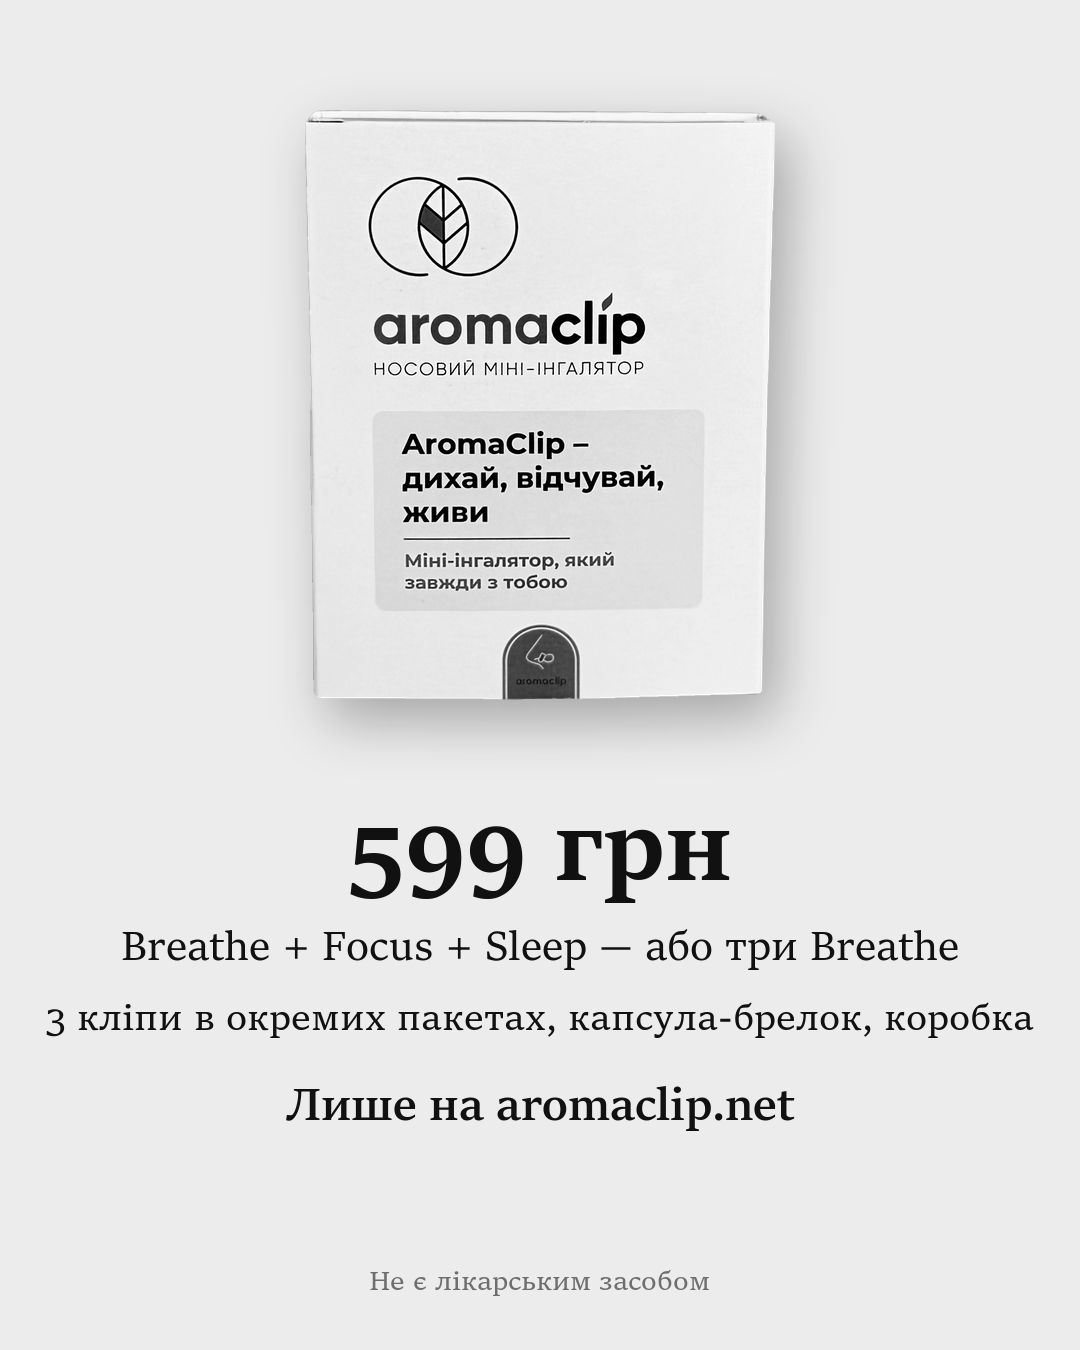 aromaclip
НОСОВИЙ МІНІ-ІНГАЛЯТОР
AromaClip –
дихай, відчувай,
живи
Міні-інгалятор, який
завжди з тобою
aromaclip
599 грн
Breathe + Focus + Sleep — або три Breathe
3 кліпи в окремих пакетах, капсула-брелок, коробка
Лише на aromaclip.net
Не є лікарським засобом